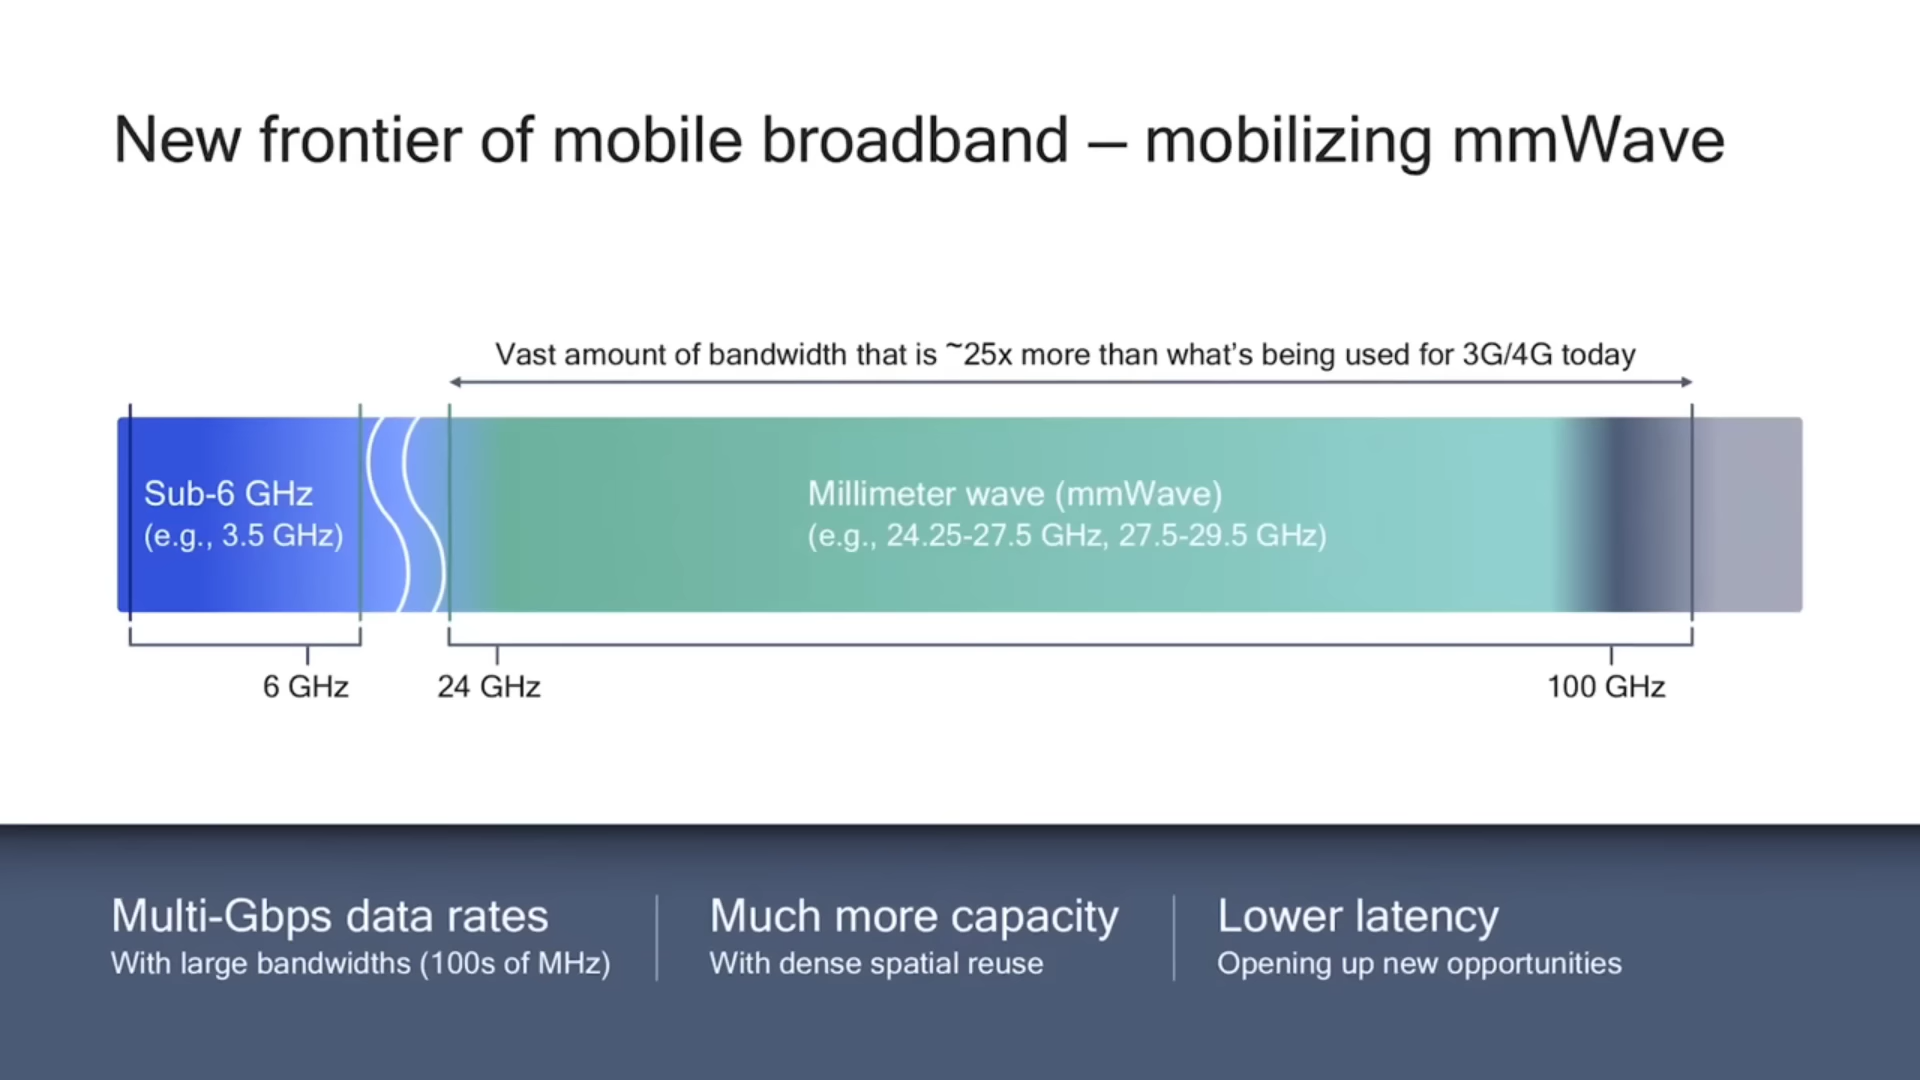 New frontier of mobile broadband – mobilizing mmWave
Vast amount of bandwidth that is ~25x more than what’s being used for 3G/4G today
Sub-6 GHz
(e.g., 3.5 GHz)
Millimeter wave (mmWave)
(e.g., 24.25-27.5 GHz, 27.5-29.5 GHz)
6 GHz
24 GHz
100 GHz
Multi-Gbps data rates
With large bandwidths (100s of MHz)
Much more capacity
With dense spatial reuse
Lower latency
Opening up new opportunities